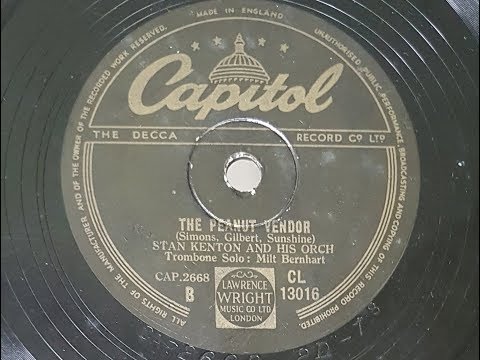 MADE IN ENGLAND
ALL RIGHTS OF THE MANUFACTURER AND OF THE OWNER OF THE RECORDED WORK RESERVED.
UNAUTHORISED PUBLIC PERFORMANCE, BROADCASTING AND COPYING OF THIS RECORD PROHIBITED
Capitol
THE DECCA RECORD CO LTD
THE PEANUT VENDOR
(Simons, Gilbert, Sunshine)
STAN KENTON AND HIS ORCH
Trombone Solo: Milt Bernhart
CAP.2668 CL
B 13016
LAWRENCE
WRIGHT
MUSIC CO LTD
LONDON